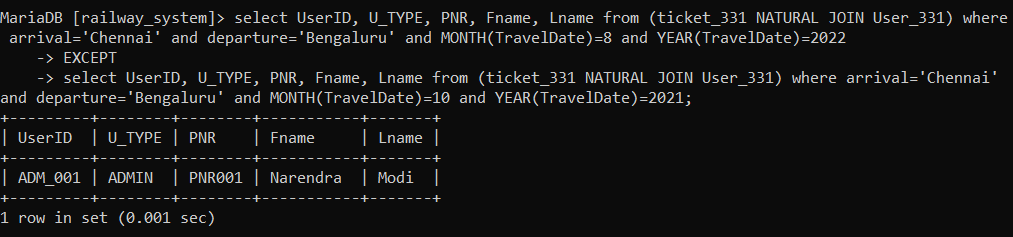 MariaDB [railway_system]> select UserID, U_TYPE, PNR, Fname, Lname from (ticket_331 NATURAL JOIN User_331) where
 arrival='Chennai' and departure='Bengaluru' and MONTH(TravelDate)=8 and YEAR(TravelDate)=2022
    -> EXCEPT
    -> select UserID, U_TYPE, PNR, Fname, Lname from (ticket_331 NATURAL JOIN User_331) where arrival='Chennai'
and departure='Bengaluru' and MONTH(TravelDate)=10 and YEAR(TravelDate)=2021;
+---------+--------+--------+-----------+-------+
| UserID  | U_TYPE | PNR    | Fname     | Lname |
+---------+--------+--------+-----------+-------+
| ADM_001 | ADMIN  | PNR001 | Narendra  | Modi  |
+---------+--------+--------+-----------+-------+
1 row in set (0.001 sec)